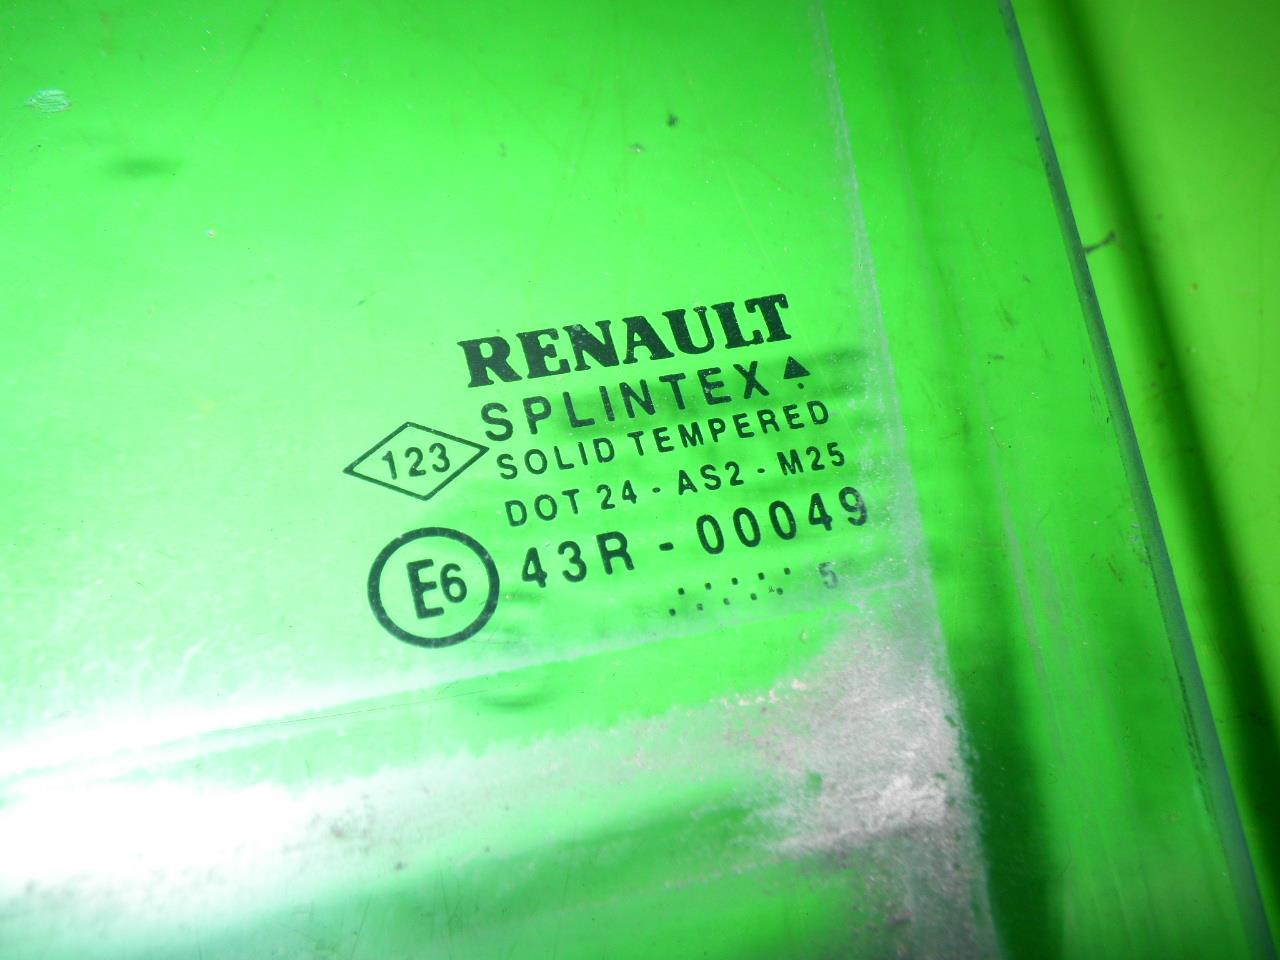 RENAULT
SPLINTEX
123
SOLID TEMPERED
DOT 24 - AS2 - M25
E6
43R - 00049
5